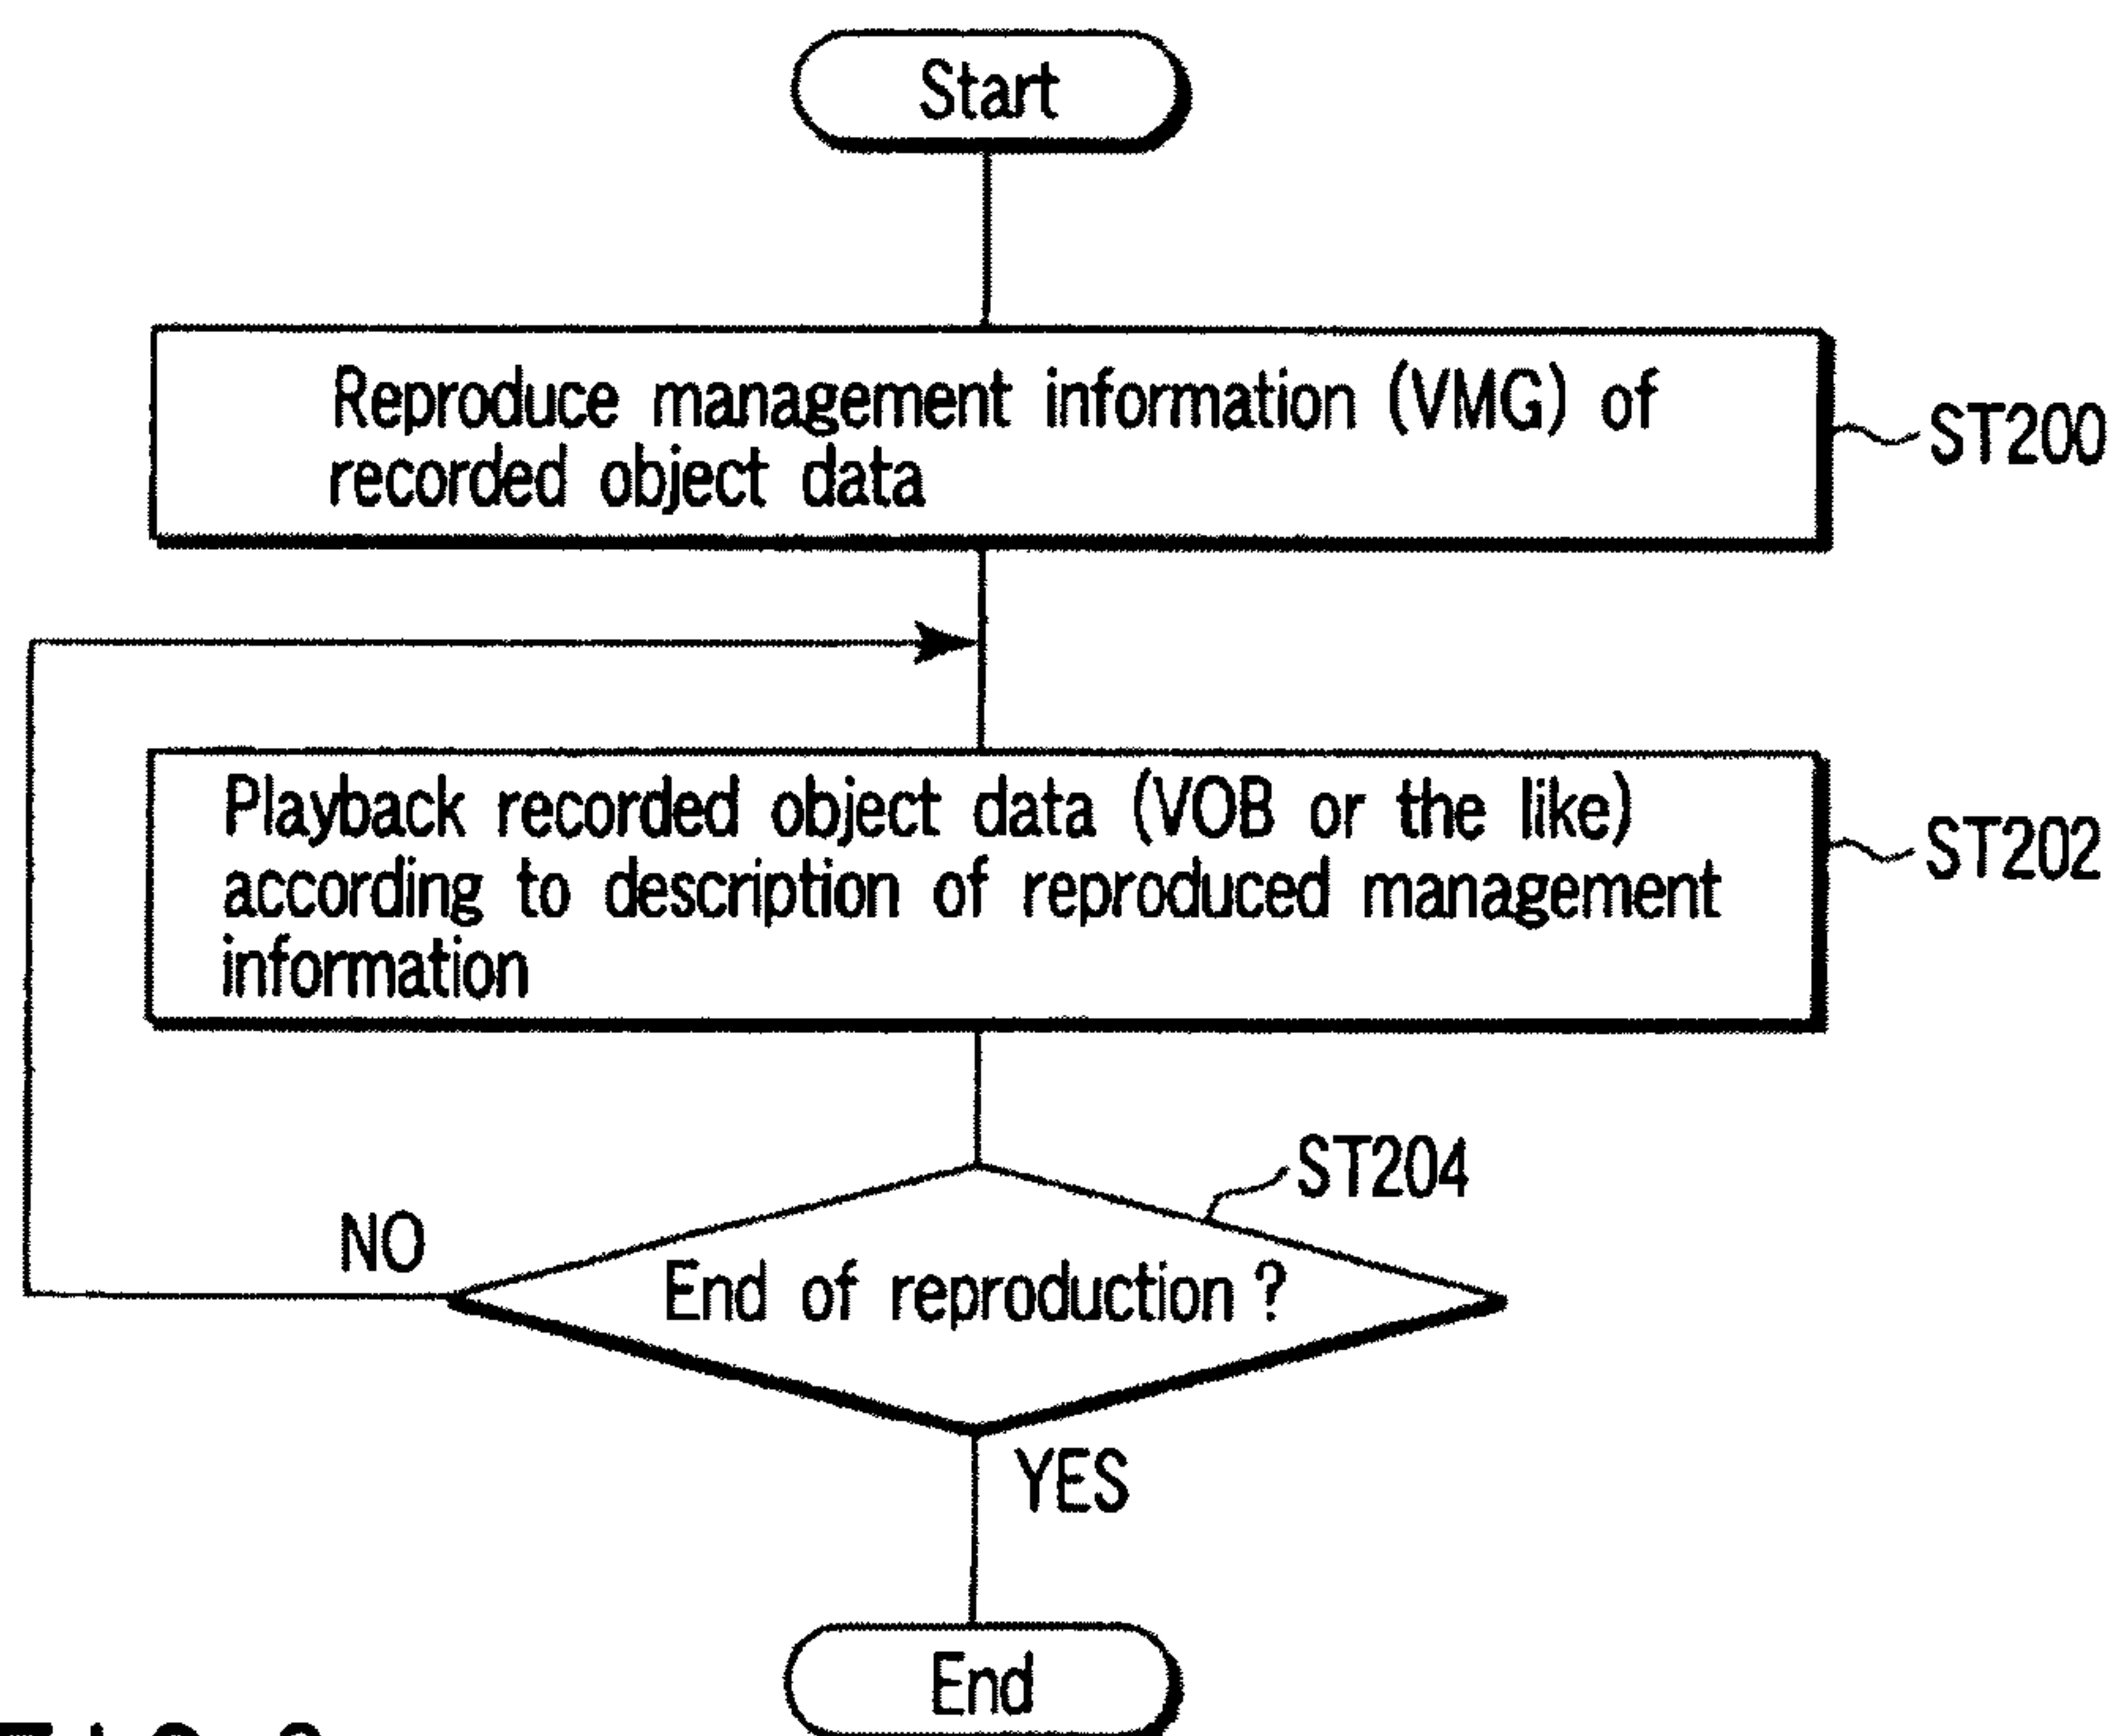 Start
Reproduce management information (VMG) of
recorded object data
ST200
Playback recorded object data (VOB or the like)
according to description of reproduced management
information
ST202
ST204
NO
End of reproduction ?
YES
End